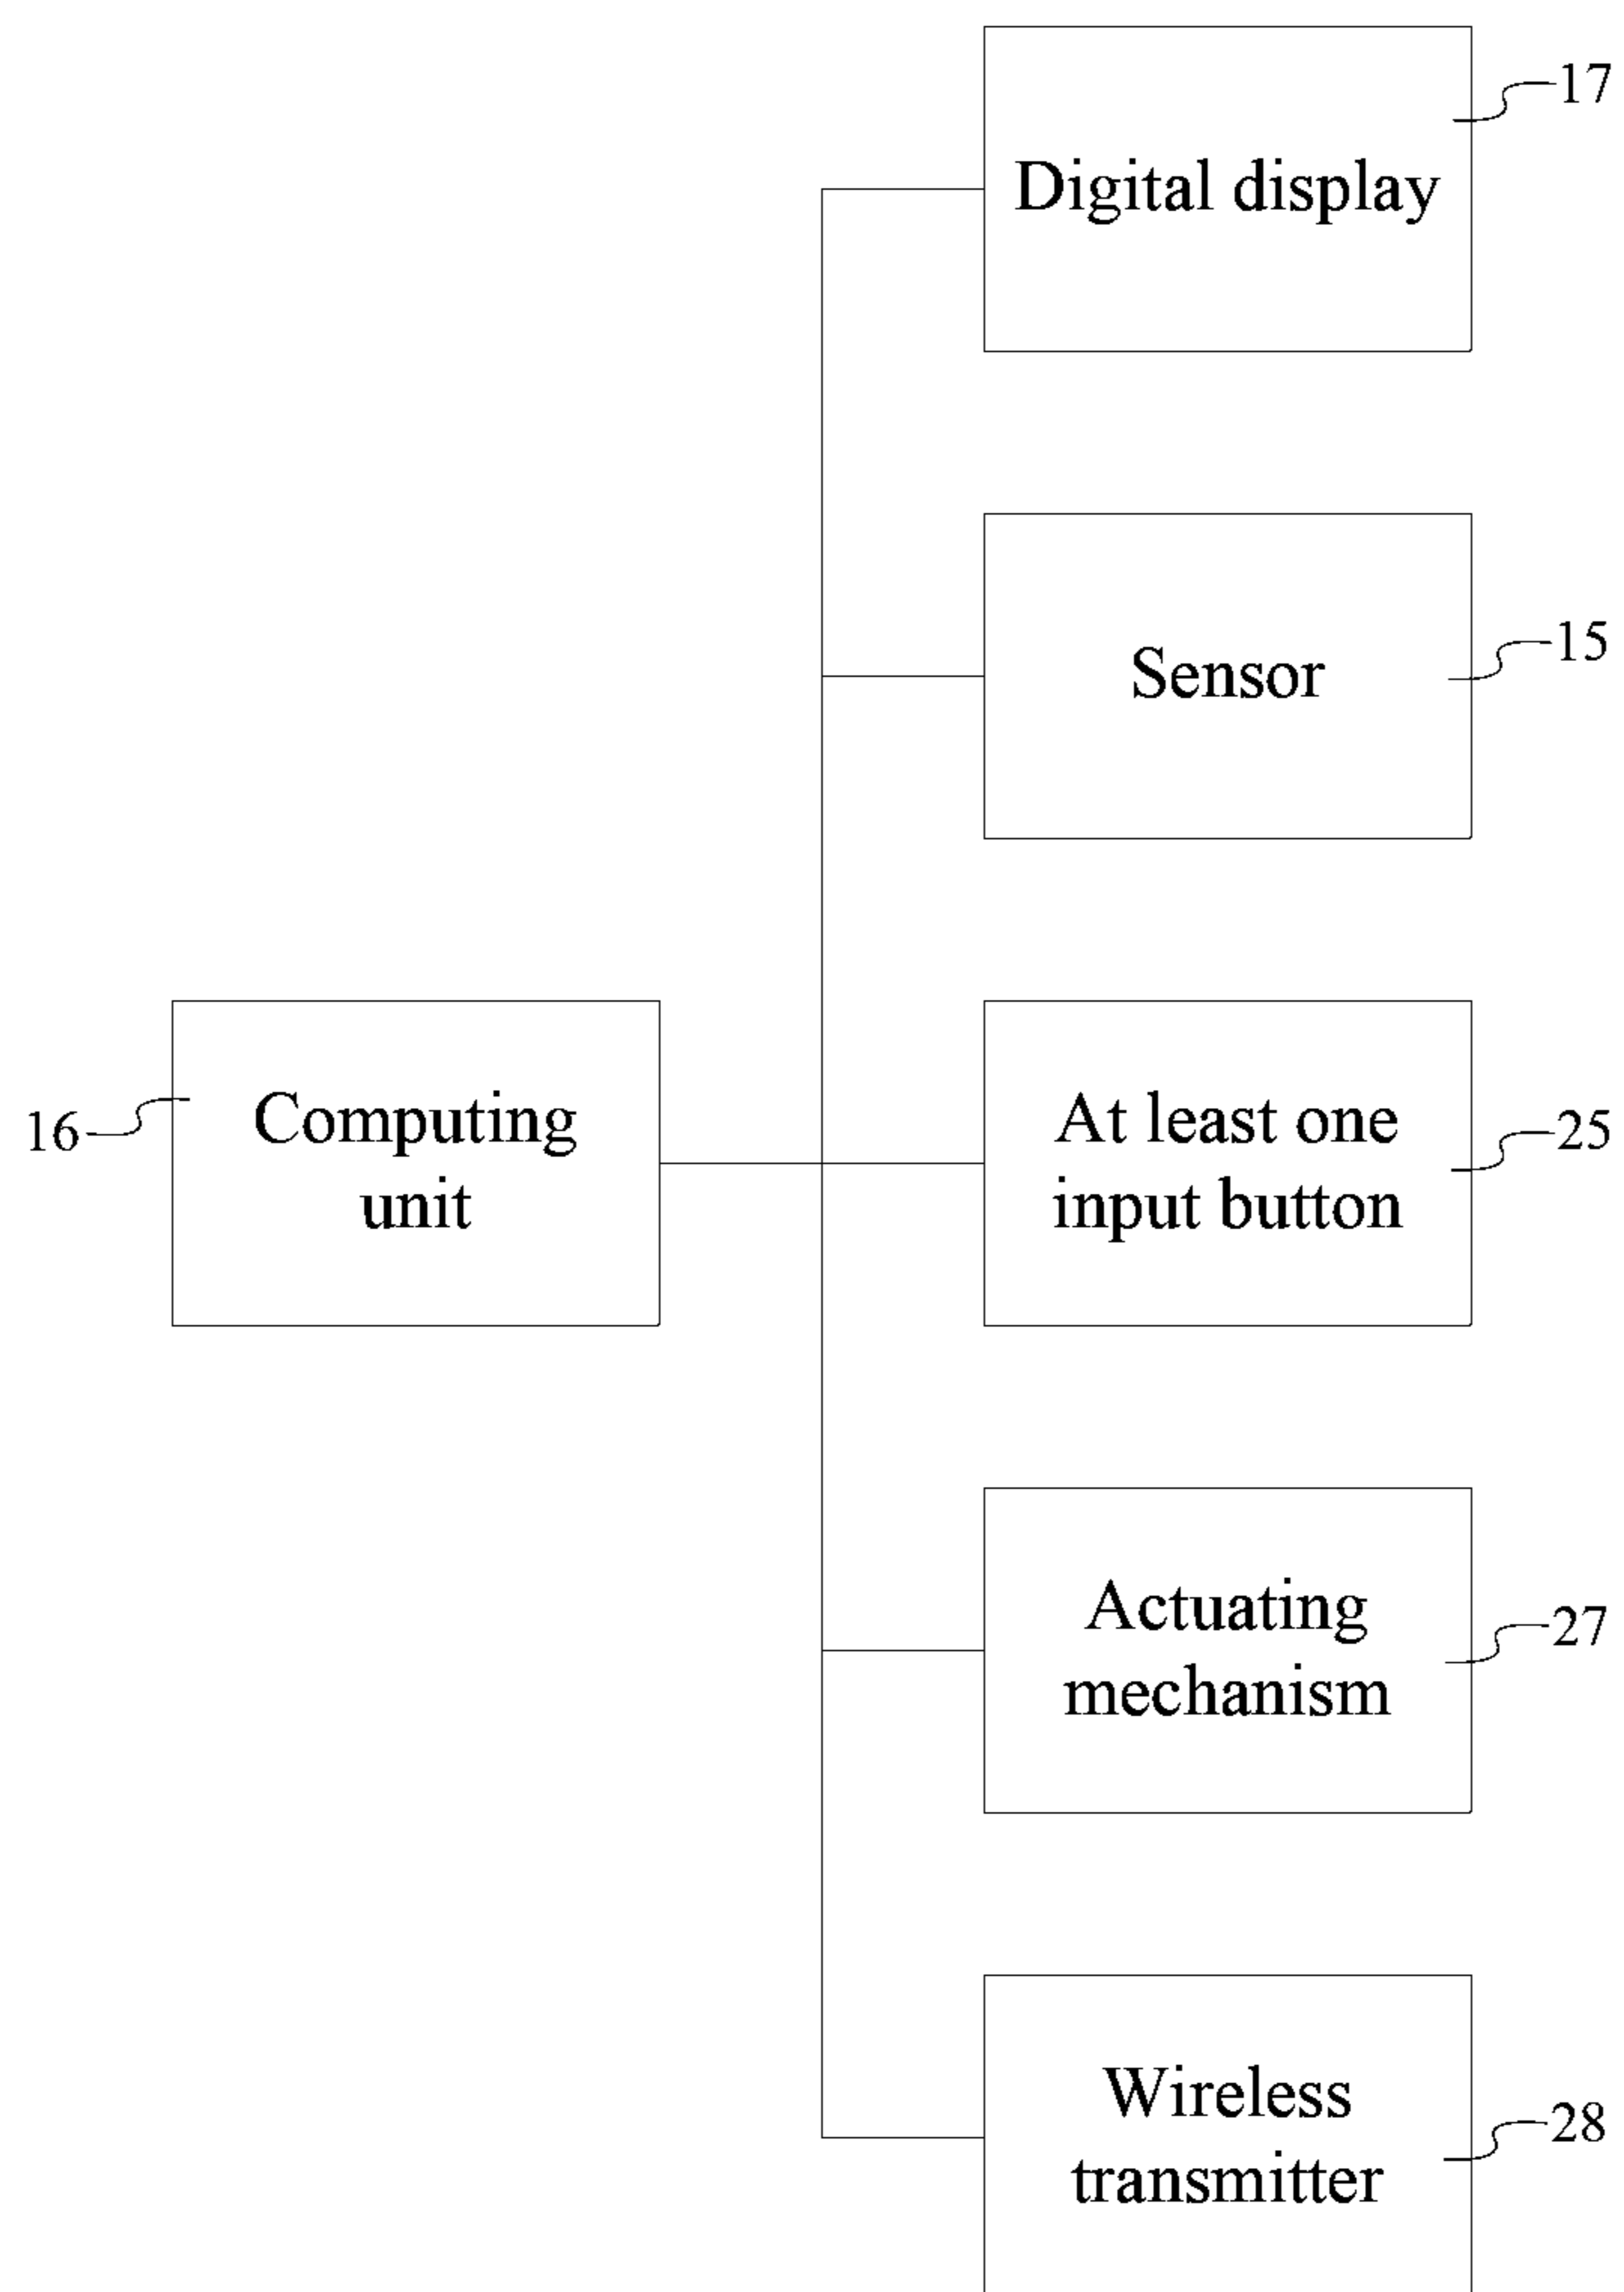 17
Digital display
15
Sensor
16
Computing
unit
25
At least one
input button
27
Actuating
mechanism
28
Wireless
transmitter